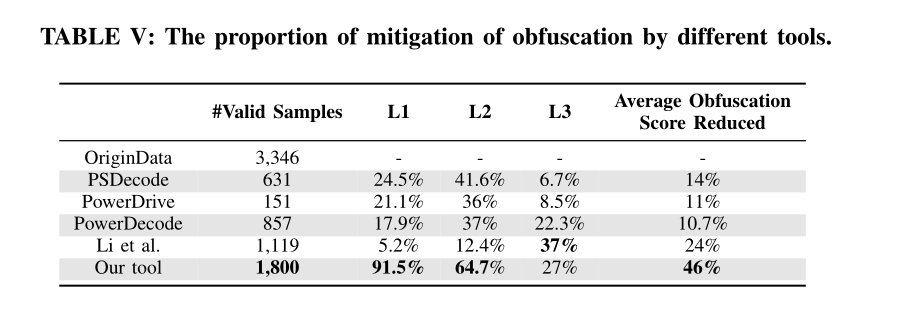 TABLE V: The proportion of mitigation of obfuscation by different tools.
#Valid Samples L1 L2 L3 Average Obfuscation
Score Reduced
OriginData 3,346 - - - -
PSDecode 631 24.5% 41.6% 6.7% 14%
PowerDrive 151 21.1% 36% 8.5% 11%
PowerDecode 857 17.9% 37% 22.3% 10.7%
Li et al. 1,119 5.2% 12.4% 37% 24%
Our tool 1,800 91.5% 64.7% 27% 46%